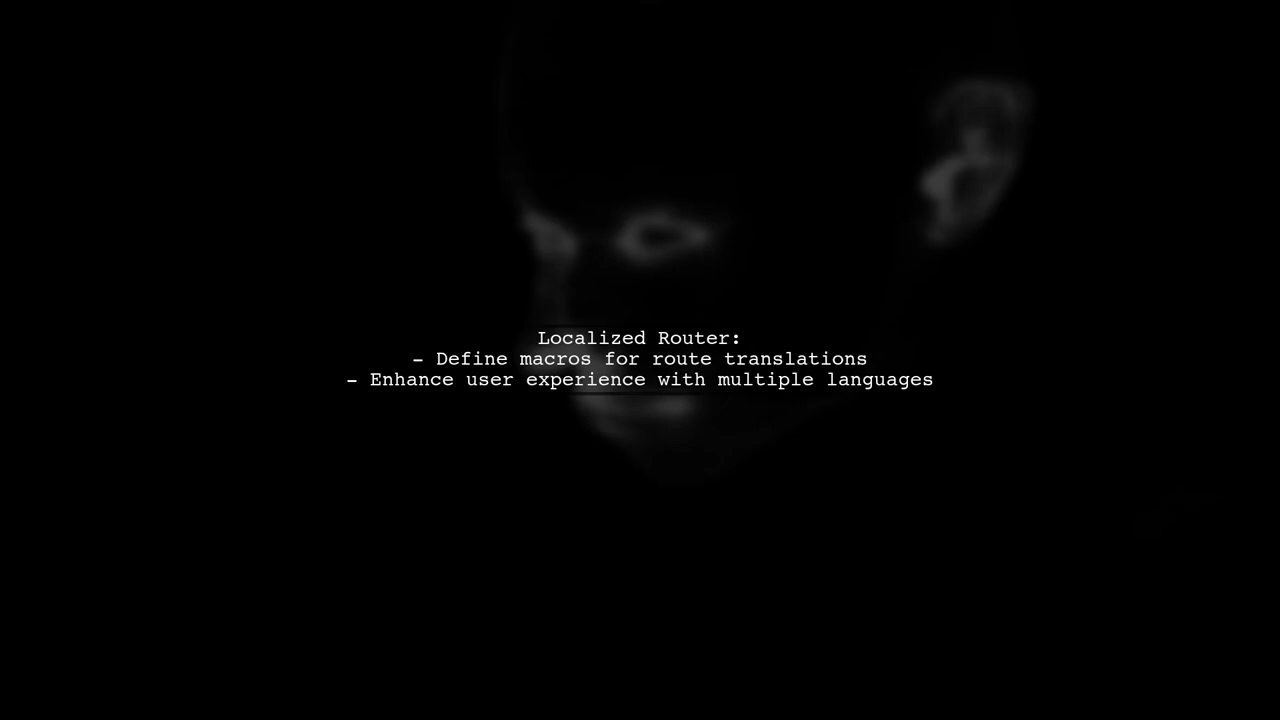 Localized Router:
- Define macros for route translations
- Enhance user experience with multiple languages